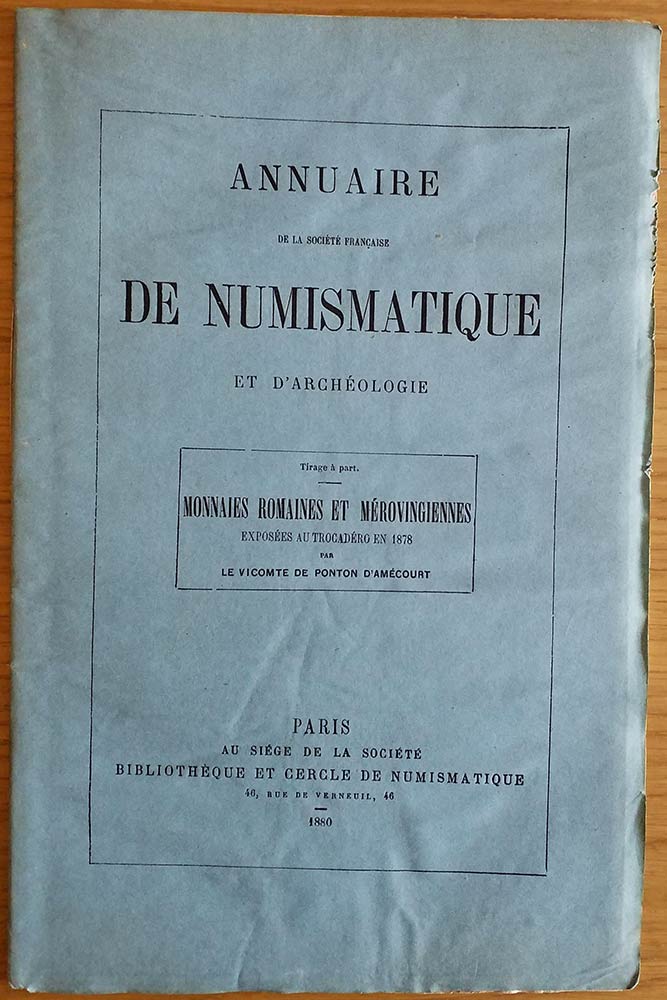 ANNUAIRE
DE LA SOCIÉTÉ FRANÇAISE
DE NUMISMATIQUE
ET D'ARCHÉOLOGIE
Tirage à part.
MONNAIES ROMAINES ET MÉROVINGIENNES
EXPOSÉES AU TROCADÉRO EN 1878
PAR
LE VICOMTE DE PONTON D'AMÉCOURT
PARIS
AU SIÉGE DE LA SOCIÉTÉ
BIBLIOTHÈQUE ET CERCLE DE NUMISMATIQUE
46, RUE DE VERNEUIL, 46
1880